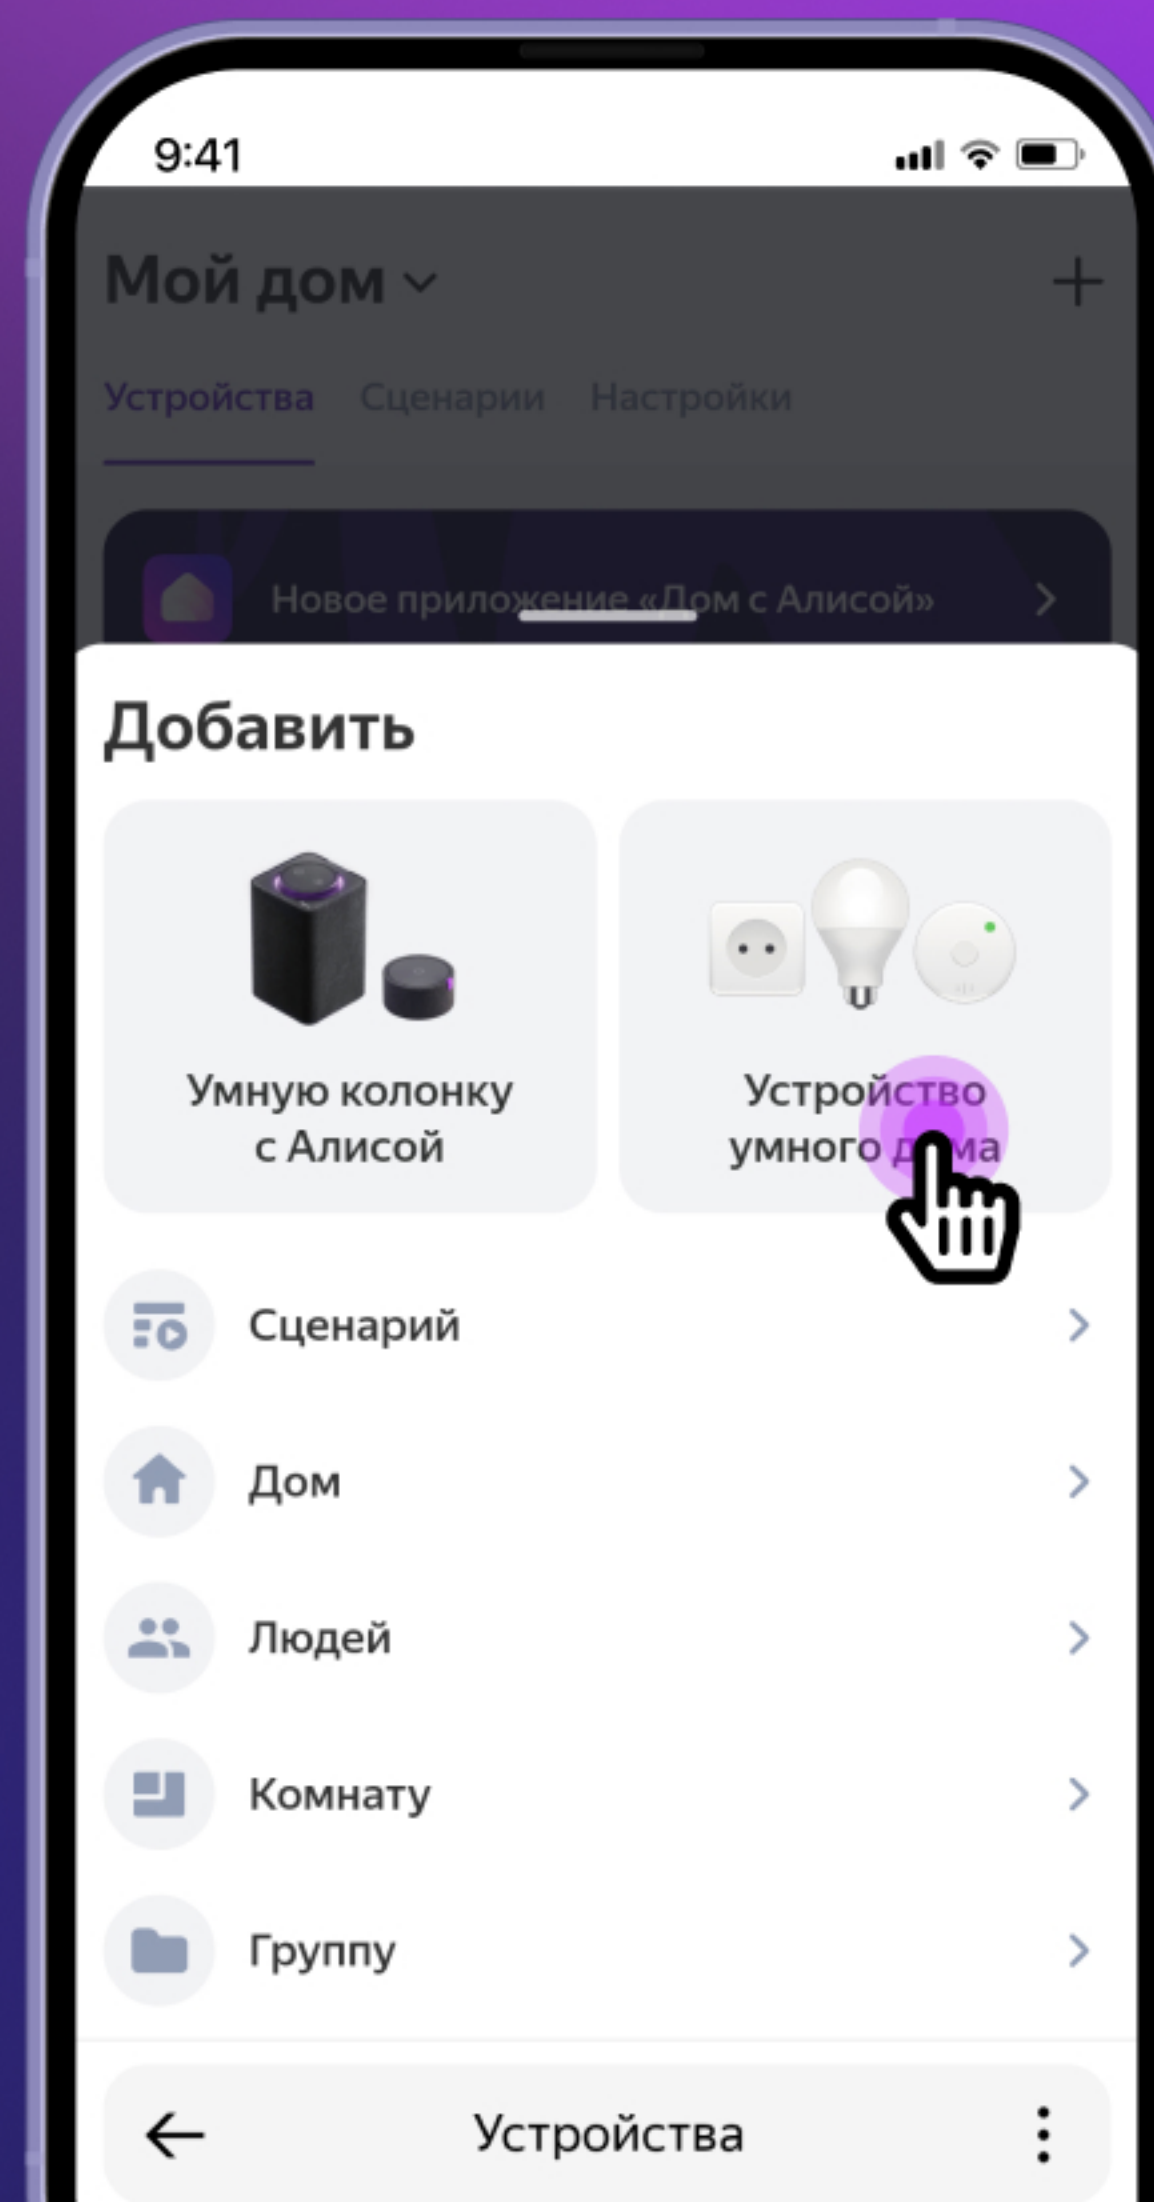 9:41
Мой дом
Устройства Сценарии Настройки
Новое приложение «Дом с Алисой»
Добавить
Умную колонку
с Алисой
Устройство
умного дома
Сценарий
Дом
Людей
Комнату
Группу
Устройства